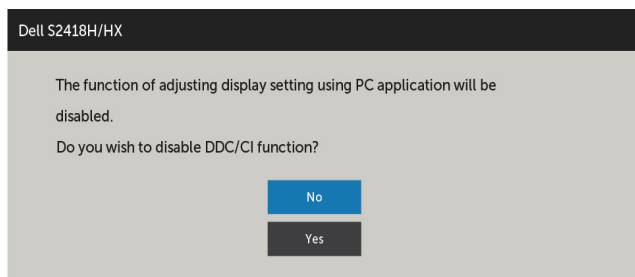 Dell S2418H/HX
The function of adjusting display setting using PC application will be
disabled.
Do you wish to disable DDC/CI function?
No
Yes